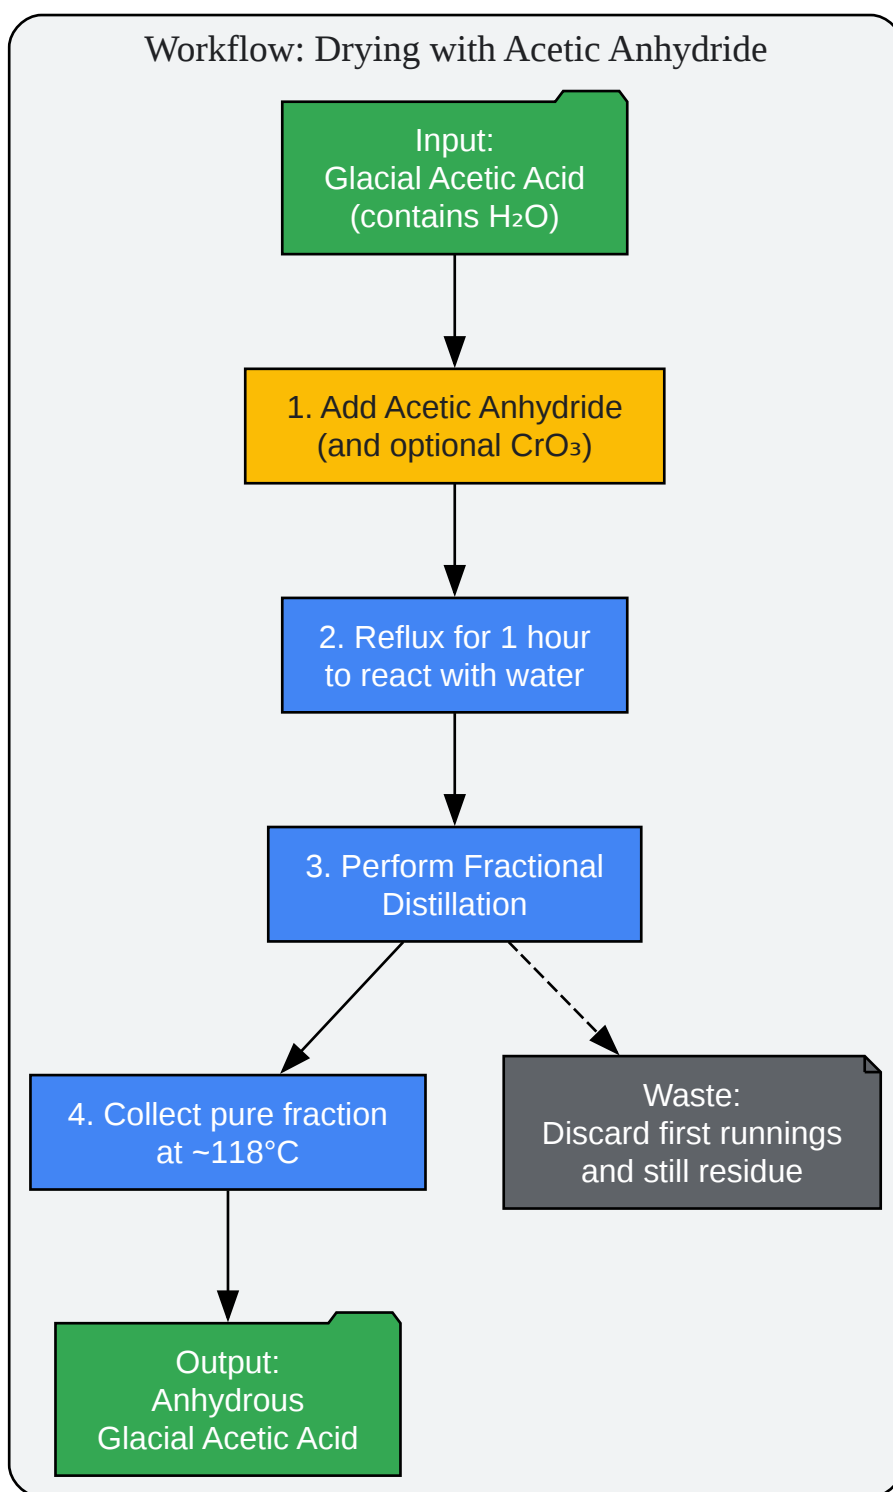 Workflow: Drying with Acetic Anhydride
Input:
Glacial Acetic Acid
(contains H₂O)
1. Add Acetic Anhydride
(and optional CrO₃)
2. Reflux for 1 hour
to react with water
3. Perform Fractional
Distillation
4. Collect pure fraction
at ~118°C
Waste:
Discard first runnings
and still residue
Output:
Anhydrous
Glacial Acetic Acid